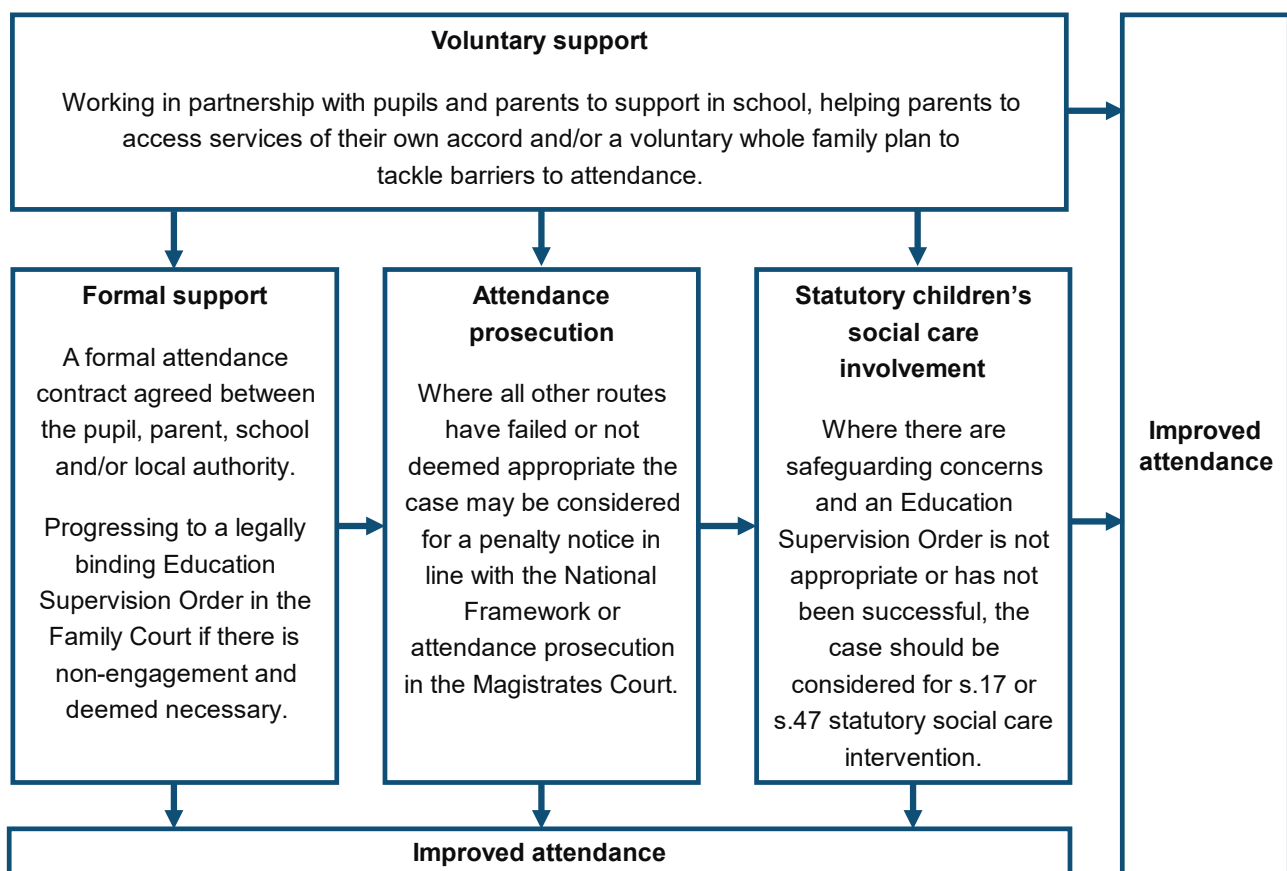 Voluntary support
Working in partnership with pupils and parents to support in school, helping parents to
access services of their own accord and/or a voluntary whole family plan to
tackle barriers to attendance.
Formal support
A formal attendance
contract agreed between
the pupil, parent, school
and/or local authority.
Progressing to a legally
binding Education
Supervision Order in the
Family Court if there is
non-engagement and
deemed necessary.
Attendance
prosecution
Where all other routes
have failed or not
deemed appropriate the
case may be considered
for a penalty notice in
line with the National
Framework or
attendance prosecution
in the Magistrates Court.
Statutory children’s
social care
involvement
Where there are
safeguarding concerns
and an Education
Supervision Order is not
appropriate or has not
been successful, the
case should be
considered for s.17 or
s.47 statutory social care
intervention.
Improved
attendance
Improved attendance